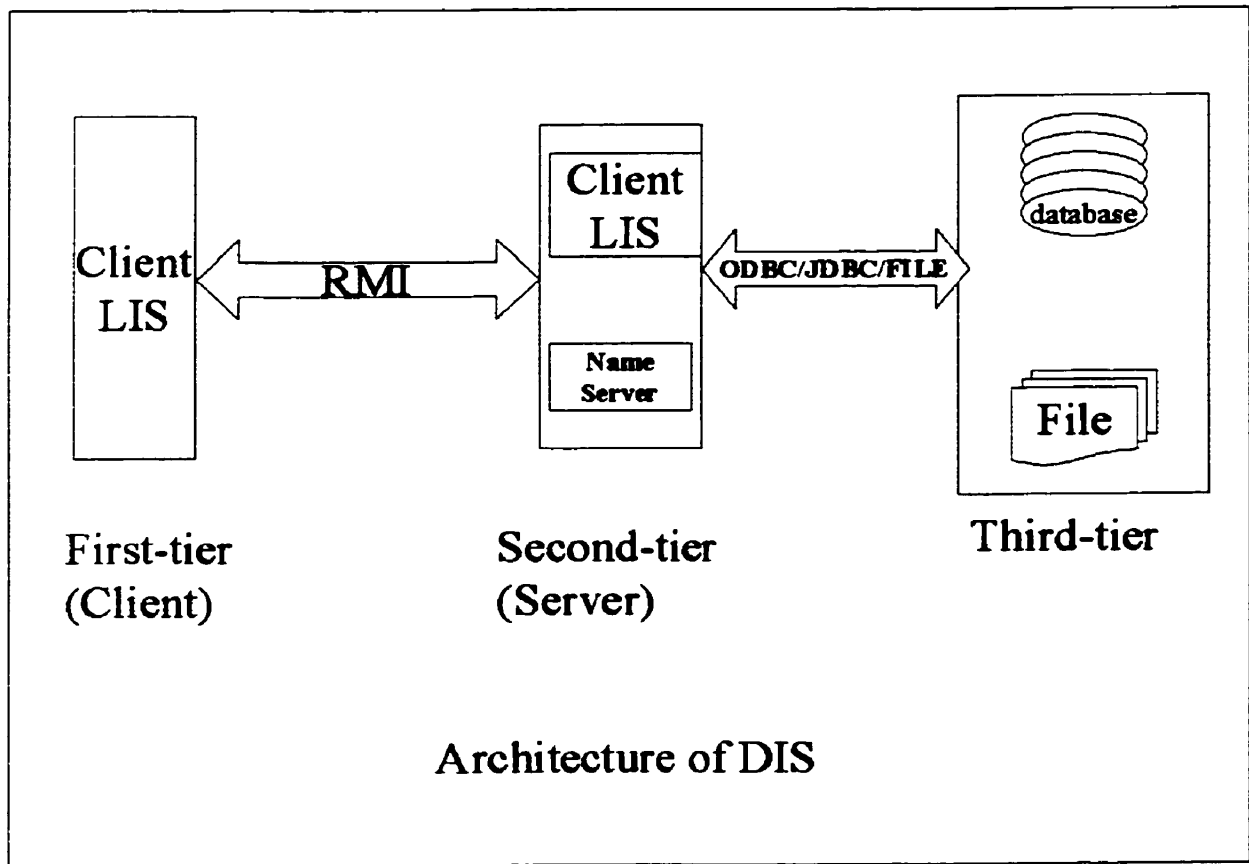 Client
LIS
RMI
Client
LIS
Name
Server
ODBC/JDBC/FILE
database
File
First-tier
(Client)
Second-tier
(Server)
Third-tier
Architecture of DIS